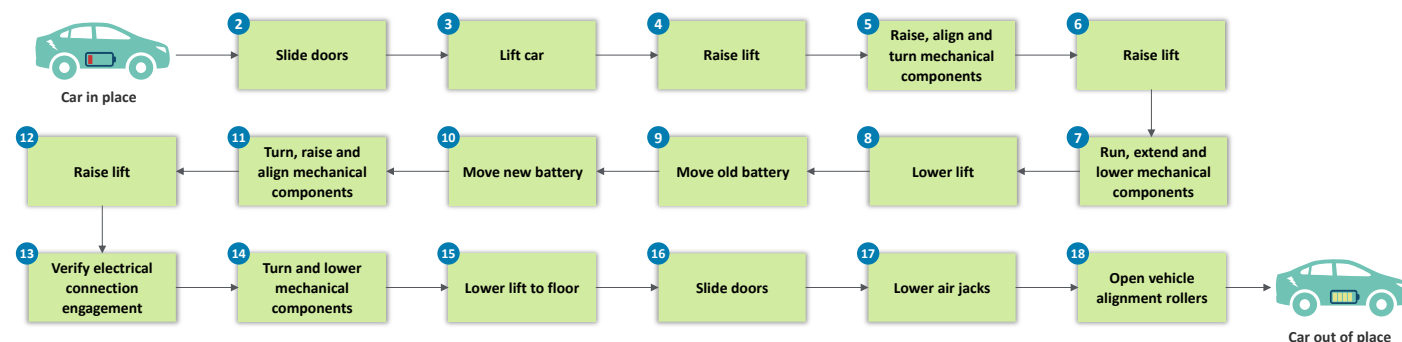 2
Slide doors
3
Lift car
4
Raise lift
5
Raise, align and
turn mechanical
components
6
Raise lift
Car in place
7
Run, extend and
lower mechanical
components
8
Lower lift
9
Move old battery
10
Move new battery
11
Turn, raise and
align mechanical
components
12
Raise lift
13
Verify electrical
connection
engagement
14
Turn and lower
mechanical
components
15
Lower lift to floor
16
Slide doors
17
Lower air jacks
18
Open vehicle
alignment rollers
Car out of place